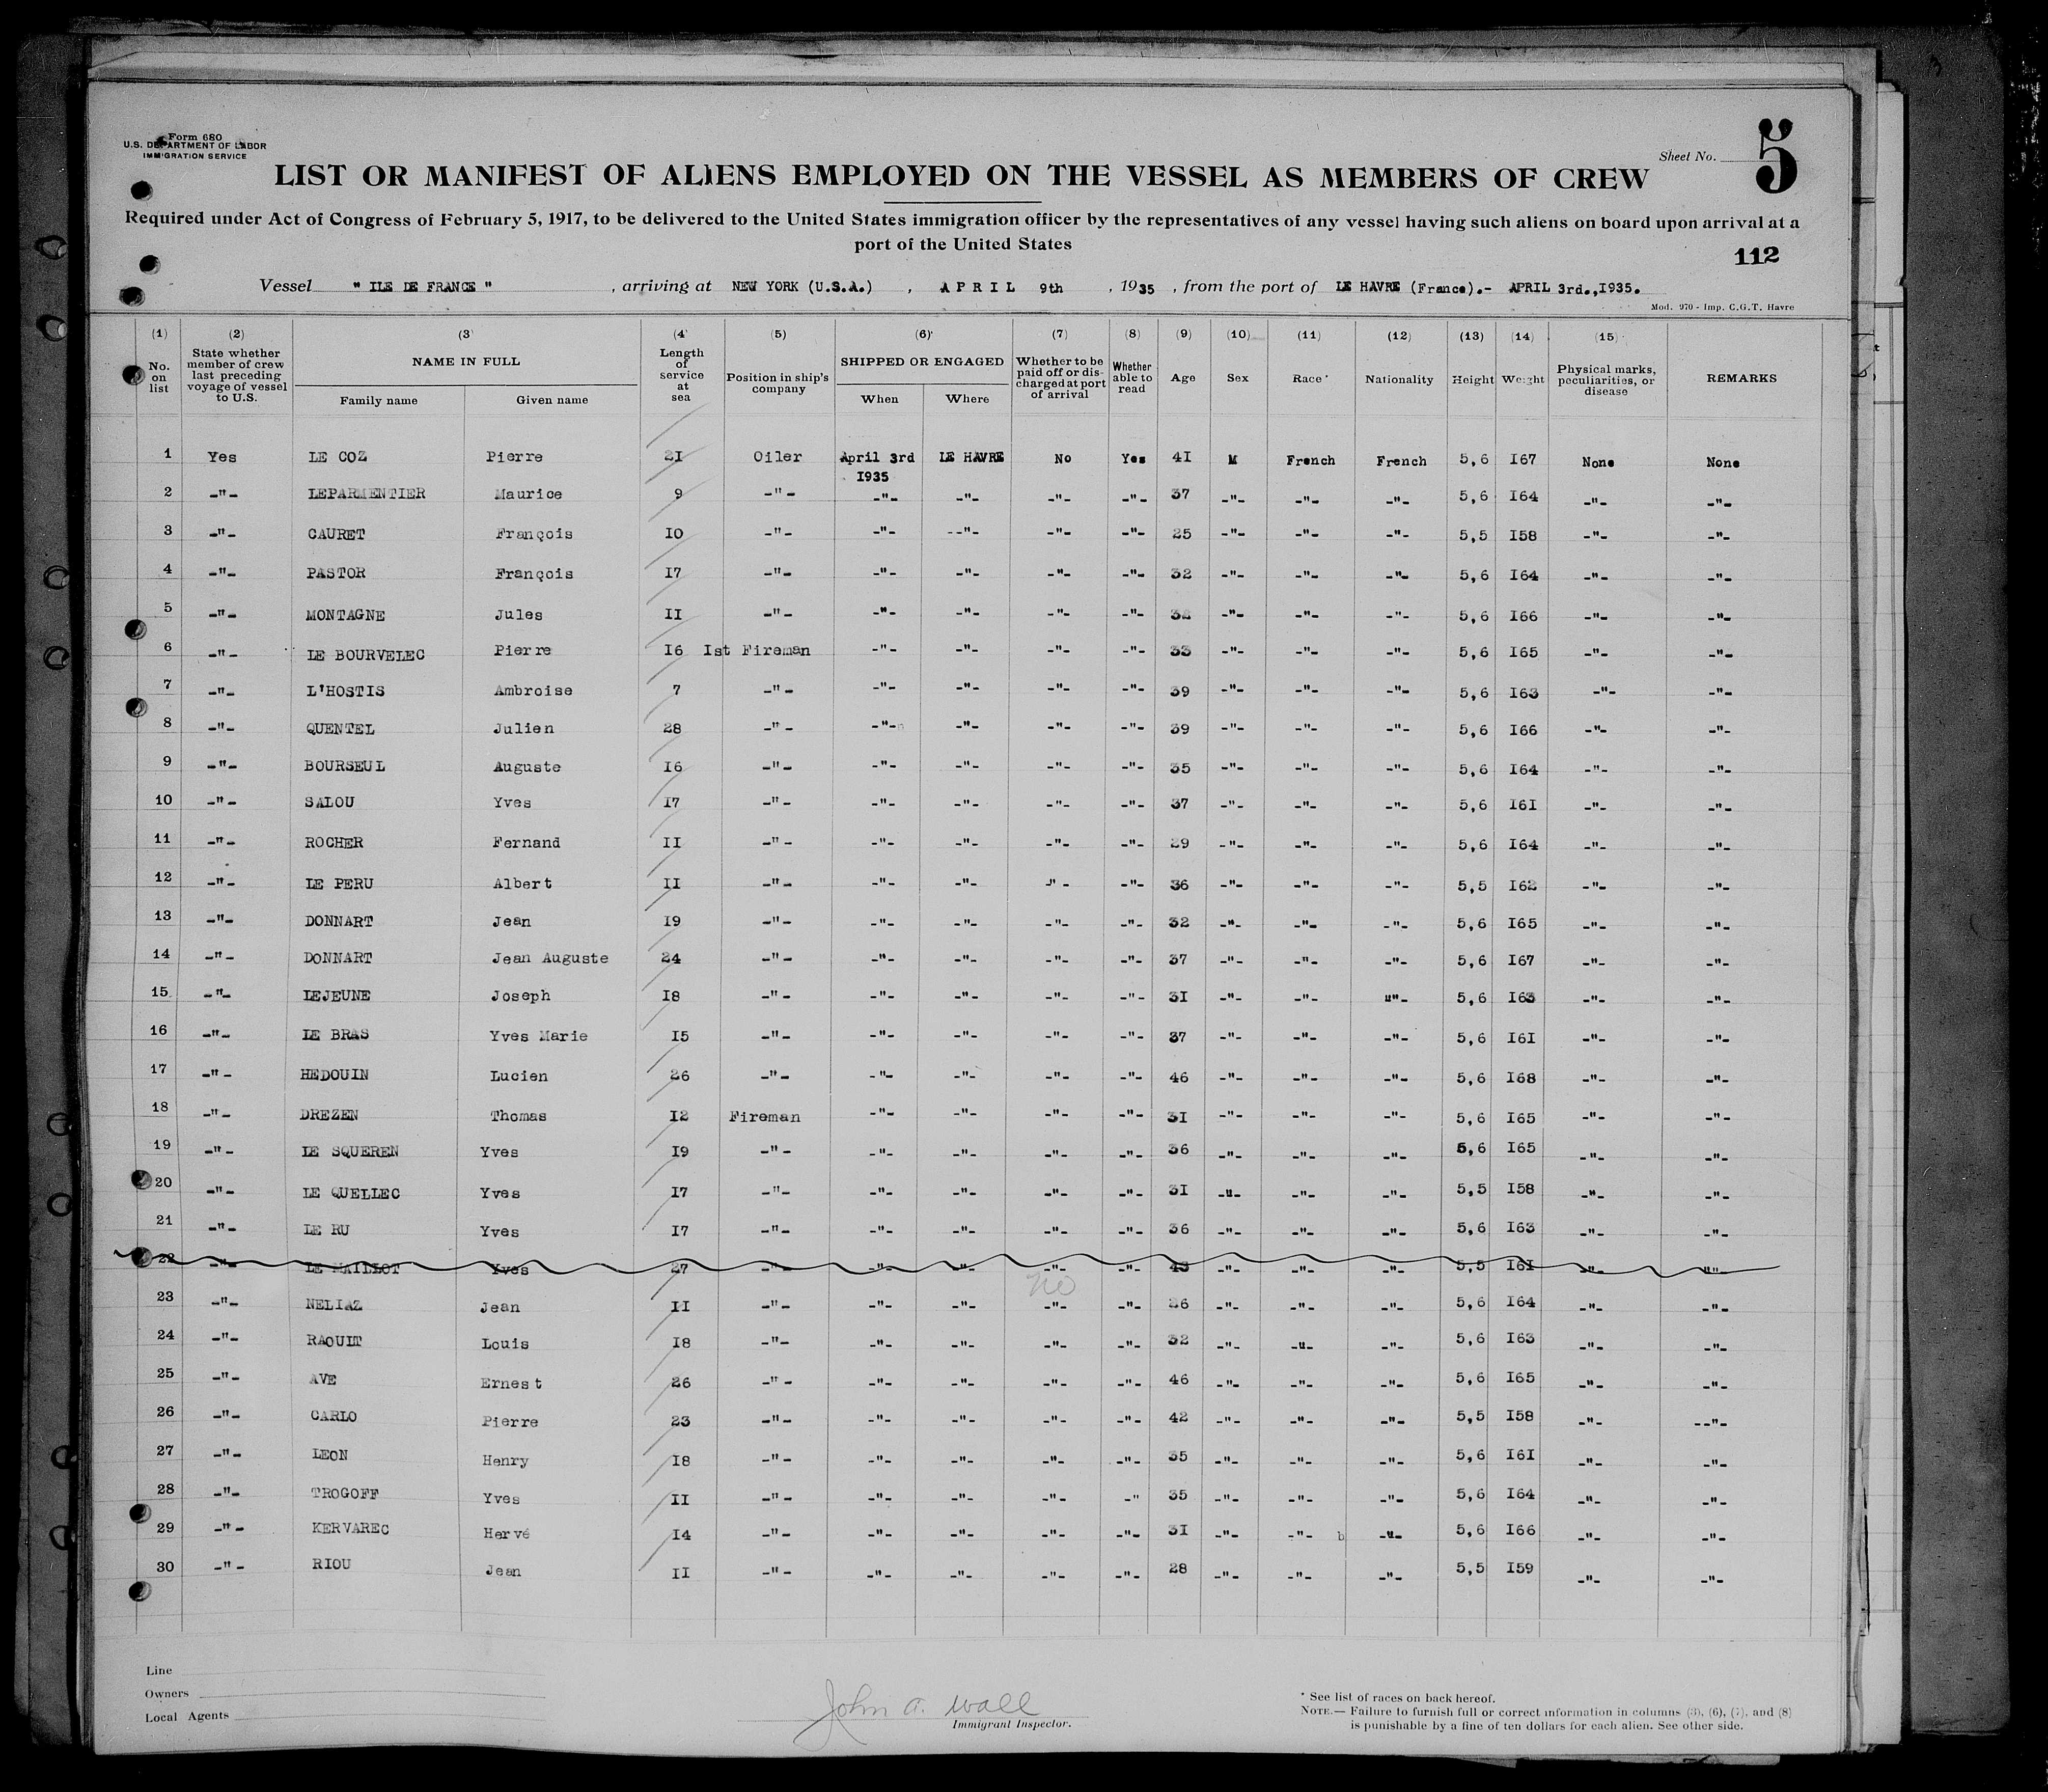 Form 680
U.S. DEPARTMENT OF LABOR
IMMIGRATION SERVICE
Sheet No. 5
LIST OR MANIFEST OF ALIENS EMPLOYED ON THE VESSEL AS MEMBERS OF CREW
Required under Act of Congress of February 5, 1917, to be delivered to the United States immigration officer by the representatives of any vessel having such aliens on board upon arrival at a
port of the United States
112
Vessel " ILE DE FRANCE " , arriving at NEW YORK (U.S.A.) , APRIL 9th , 1935 , from the port of LE HAVRE (France).- APRIL 3rd.,1935.
Mod. 970 - Imp. C.G.T. Havre
(1) (2) (3) (4) (5) (6) (7) (8) (9) (10) (11) (12) (13) (14) (15)
No. on list | State whether member of crew last preceding voyage of vessel to U.S. | NAME IN FULL | Length of service at sea | Position in ship's company | SHIPPED OR ENGAGED | Whether to be paid off or discharged at port of arrival | Whether able to read | Age | Sex | Race * | Nationality | Height | Weight | Physical marks, peculiarities, or disease | REMARKS
Family name | Given name | When | Where
1 Yes LE COZ Pierre 21 Oiler April 3rd 1935 LE HAVRE No Yes 41 M French French 5,6 167 None None
2 -"- LEPARMENTIER Maurice 9 -"- -"- -"- -"- -"- 37 -"- -"- -"- 5,6 164 -"- -"-
3 -"- CAURET François 10 -"- -"- --"- -"- -"- 25 -"- -"- -"- 5,5 158 -"- -"-
4 -"- PASTOR François 17 -"- -"- -"- -"- -"- 32 -"- -"- -"- 5,6 164 -"- -"-
5 -"- MONTAGNE Jules 11 -"- -"- -"- -"- -"- -"- -"- -"- 5,6 166 -"- -"-
6 -"- LE BOURVELEC Pierre 16 1st Fireman -"- -"- -"- -"- 33 -"- -"- -"- 5,6 165 -"- -"-
7 -"- L'HOSTIS Ambroise 7 -"- -"- -"- -"- -"- 39 -"- -"- -"- 5,6 163 -"- -"-
8 -"- QUENTEL Julien 28 -"- -"- -"- -"- -"- 39 -"- -"- -"- 5,6 166 -"- -"-
9 -"- BOURSEUL Auguste 16 -"- -"- -"- -"- -"- 35 -"- -"- -"- 5,6 164 -"- -"-
10 -"- SALOU Yves 17 -"- -"- -"- -"- -"- 37 -"- -"- -"- 5,6 161 -"- -"-
11 -"- ROCHER Fernand 11 -"- -"- -"- -"- -"- 29 -"- -"- -"- 5,6 164 -"- -"-
12 -"- LE PERU Albert 11 -"- -"- -"- -"- -"- 36 -"- -"- -"- 5,5 162 -"- -"-
13 -"- DONNART Jean 19 -"- -"- -"- -"- -"- 32 -"- -"- -"- 5,6 165 -"- -"-
14 -"- DONNART Jean Auguste 24 -"- -"- -"- -"- -"- 37 -"- -"- -"- 5,6 167 -"- -"-
15 -"- LEJEUNE Joseph 18 -"- -"- -"- -"- -"- 31 -"- -"- -"- 5,6 163 -"- -"-
16 -"- LE BRAS Yves Marie 15 -"- -"- -"- -"- -"- 37 -"- -"- -"- 5,6 161 -"- -"-
17 -"- HEDOUIN Lucien 26 -"- -"- -"- -"- -"- 46 -"- -"- -"- 5,6 168 -"- -"-
18 -"- DREZEN Thomas 12 Fireman -"- -"- -"- -"- 31 -"- -"- -"- 5,6 165 -"- -"-
19 -"- LE SQUEREN Yves 19 -"- -"- -"- -"- -"- 36 -"- -"- -"- 5,6 165 -"- -"-
20 -"- LE QUELLEC Yves 17 -"- -"- -"- -"- -"- 31 -"- -"- -"- 5,5 158 -"- -"-
21 -"- LE RU Yves 17 -"- -"- -"- -"- -"- 36 -"- -"- -"- 5,6 163 -"- -"-
22 -"- LE MAILLOT Yves 27 -"- -"- -"- -"- -"- 43 -"- -"- -"- 5,5 161 -"- -"-
no
23 -"- NELIAZ Jean 11 -"- -"- -"- -"- -"- 26 -"- -"- -"- 5,6 164 -"- -"-
24 -"- RAOULT Louis 18 -"- -"- -"- -"- -"- 32 -"- -"- -"- 5,6 163 -"- -"-
25 -"- AVE Ernest 26 -"- -"- -"- -"- -"- 46 -"- -"- -"- 5,6 165 -"- -"-
26 -"- CARLO Pierre 23 -"- -"- -"- -"- -"- 42 -"- -"- -"- 5,5 158 -"- --"-
27 -"- LEON Henry 18 -"- -"- -"- -"- -"- 35 -"- -"- -"- 5,6 161 -"- -"-
28 -"- TROGOFF Yves 11 -"- -"- -"- -"- -" 35 -"- -"- -"- 5,6 164 -"- -"-
29 -"- KERVAREC Hervé 14 -"- -"- -"- -"- -"- 31 -"- -"- b -"- 5,6 166 -"- -"-
30 -"- RIOU Jean 11 -"- -"- -"- -"- -"- 28 -"- -"- -"- 5,5 159 -"- -"-
Line
Owners
Local Agents
John A. Wall
Immigrant Inspector.
* See list of races on back hereof.
NOTE.— Failure to furnish full or correct information in columns (3), (6), (7), and (8)
is punishable by a fine of ten dollars for each alien. See other side.